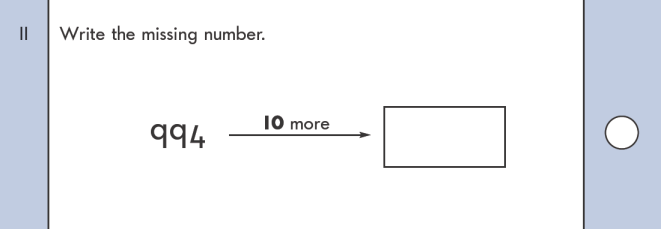 11 Write the missing number.
994 10 more